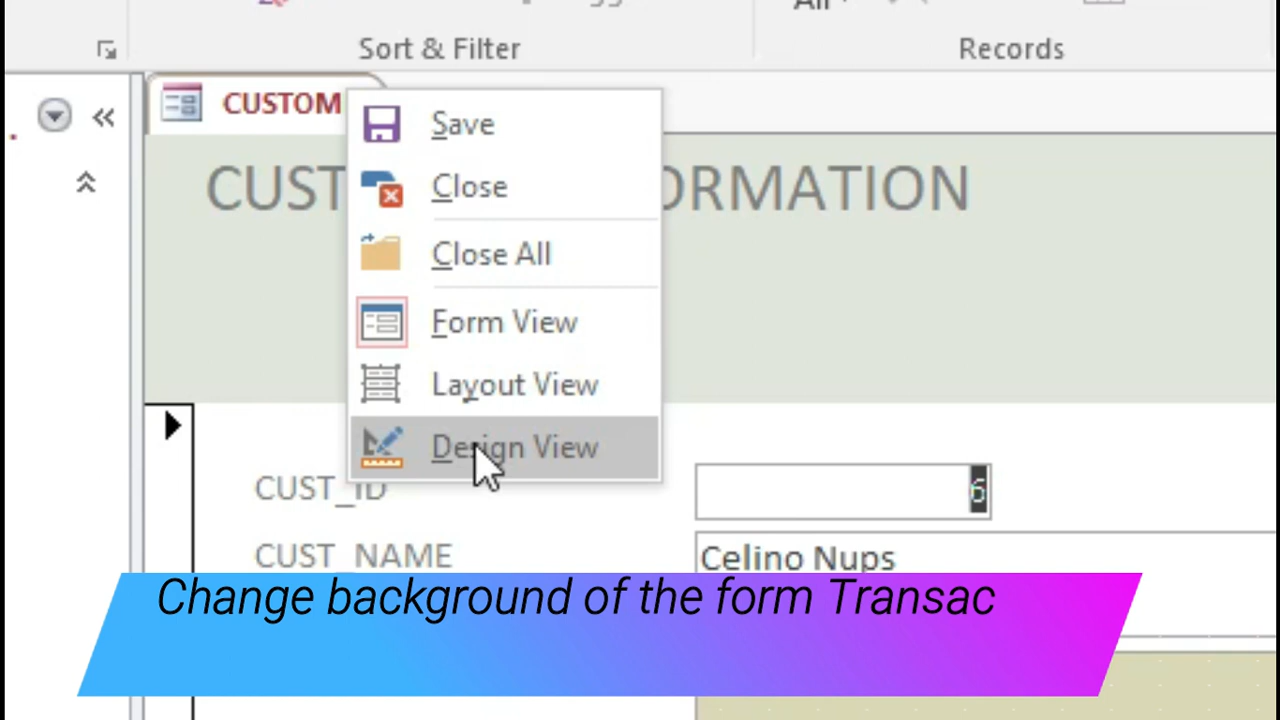 Sort & Filter
Records
CUSTOM
Save
Close
Close All
Form View
Layout View
Design View
ORMATION
CUST_ID
6
CUST_NAME
Celino Nups
Change background of the form Transac